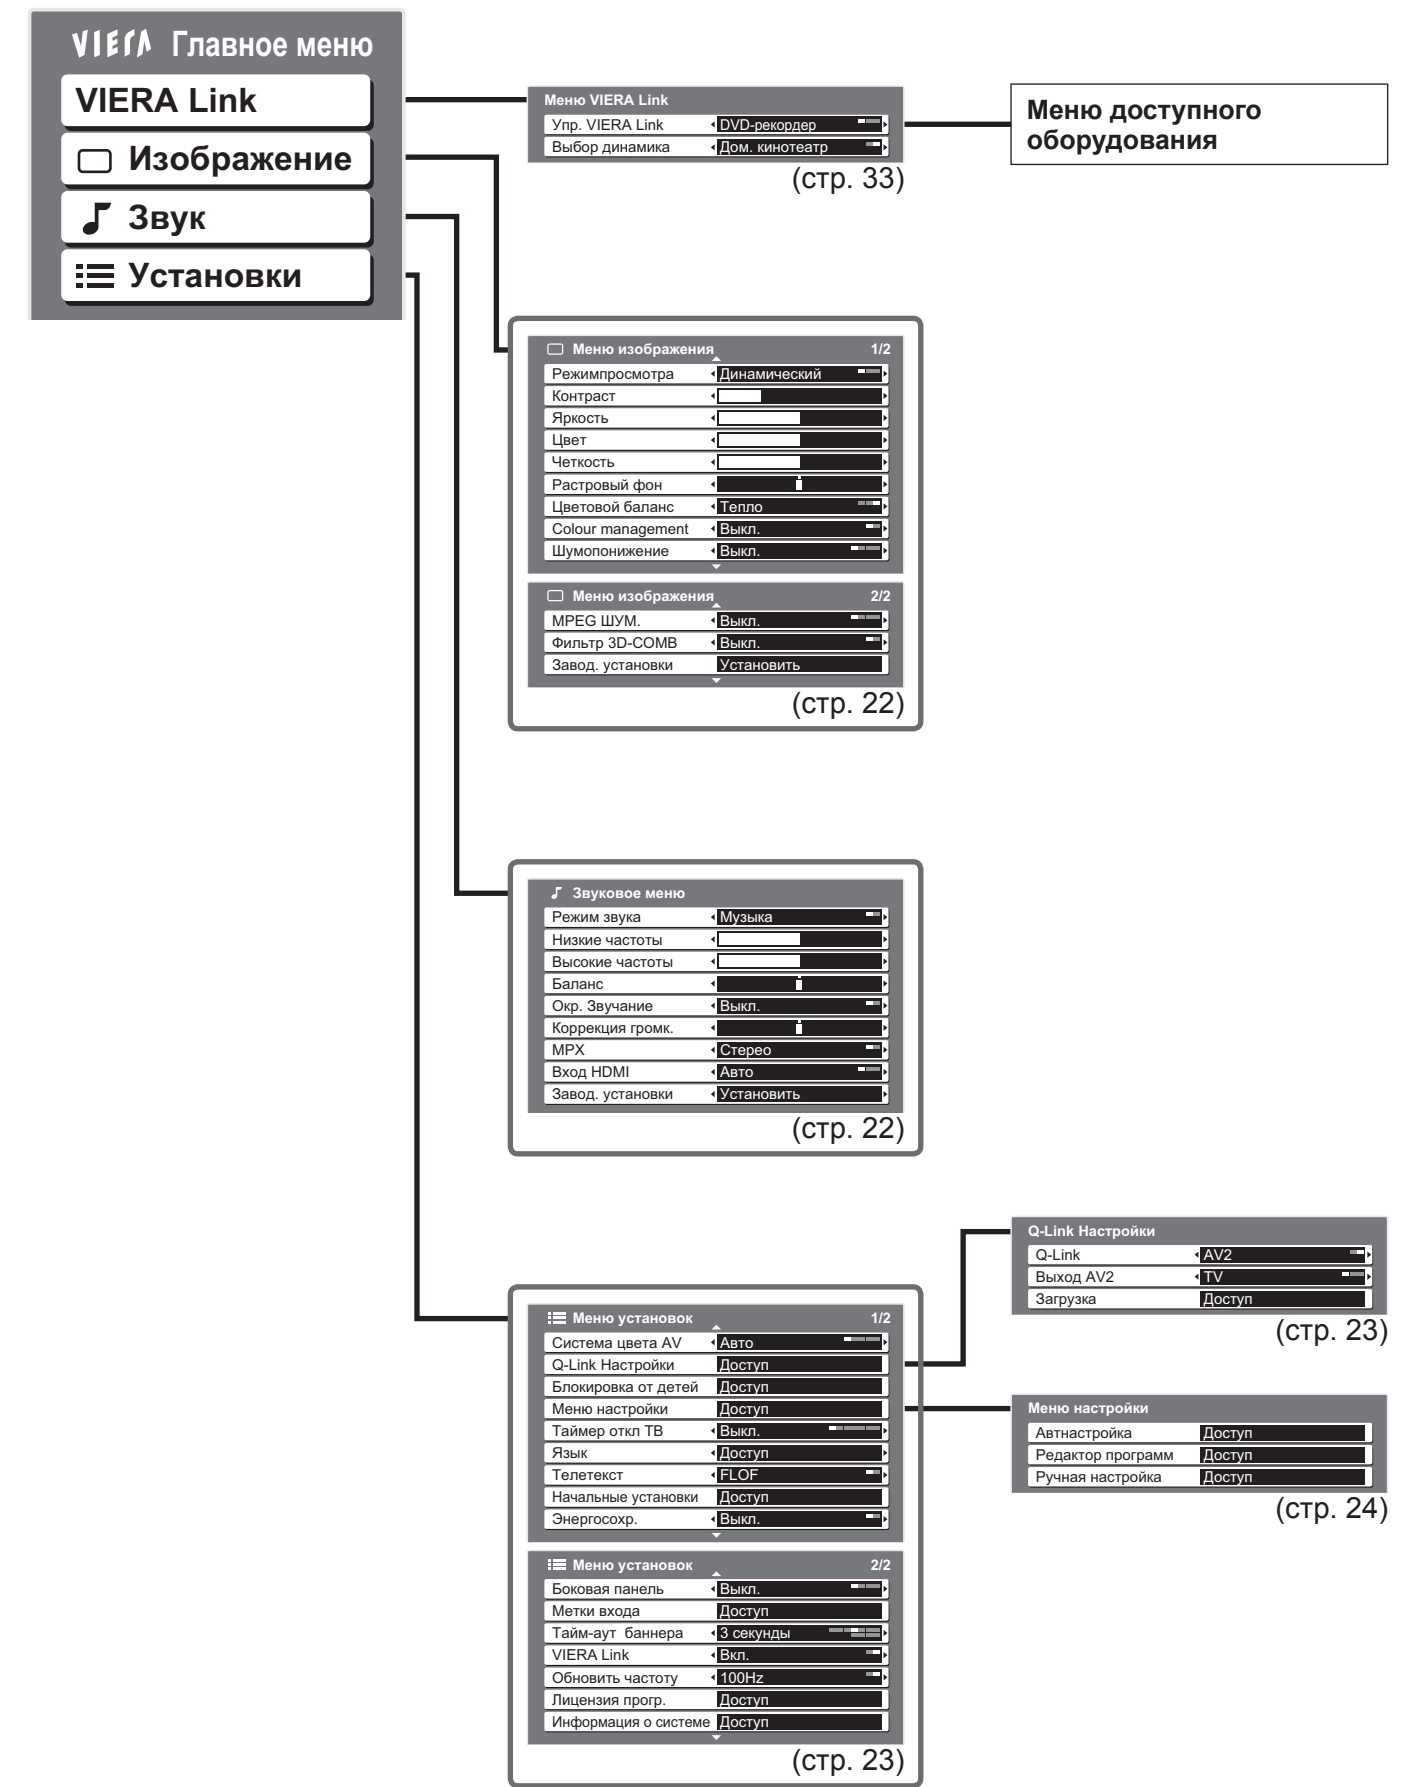 VIERA Главное меню
VIERA Link
Изображение
Звук
Установки
Меню VIERA Link
Упр. VIERA Link DVD-рекордер
Выбор динамика Дом. кинотеатр
(стр. 33)
Меню доступного
оборудования
Меню изображения 1/2
Режимпросмотра Динамический
Контраст
Яркость
Цвет
Четкость
Растровый фон
Цветовой баланс Тепло
Colour management Выкл.
Шумопонижение Выкл.
Меню изображения 2/2
MPEG ШУМ. Выкл.
Фильтр 3D-COMB Выкл.
Завод. установки Установить
(стр. 22)
Звуковое меню
Режим звука Музыка
Низкие частоты
Высокие частоты
Баланс
Окр. Звучание Выкл.
Коррекция громк.
MPX Стерео
Вход HDMI Авто
Завод. установки Установить
(стр. 22)
Меню установок 1/2
Система цвета AV Авто
Q-Link Настройки Доступ
Блокировка от детей Доступ
Меню настройки Доступ
Таймер откл ТВ Выкл.
Язык Доступ
Телетекст FLOF
Начальные установки Доступ
Энергосохр. Выкл.
Меню установок 2/2
Боковая панель Выкл.
Метки входа Доступ
Тайм-аут баннера 3 секунды
VIERA Link Вкл.
Обновить частоту 100Hz
Лицензия прогр. Доступ
Информация о системе Доступ
(стр. 23)
Q-Link Настройки
Q-Link AV2
Выход AV2 TV
Загрузка Доступ
(стр. 23)
Меню настройки
Автнастройка Доступ
Редактор программ Доступ
Ручная настройка Доступ
(стр. 24)